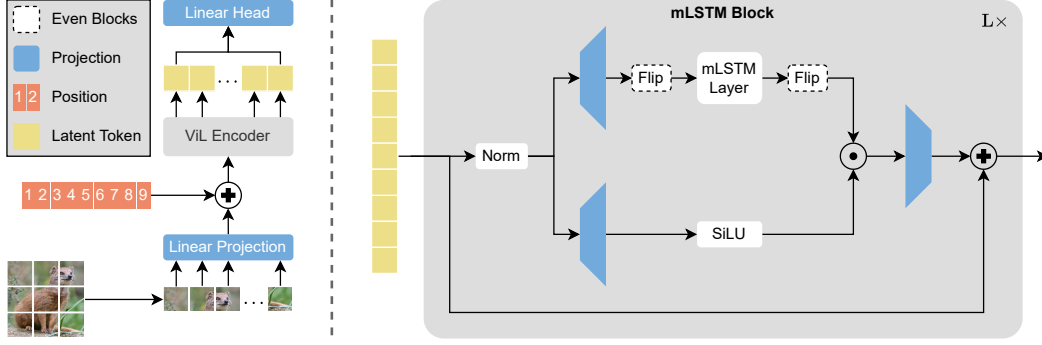 Even Blocks
Projection
1 2 Position
Latent Token
Linear Head
...
ViL Encoder
1 2 3 4 5 6 7 8 9
Linear Projection
...
mLSTM Block
L×
Norm
Flip
mLSTM
Layer
Flip
SiLU